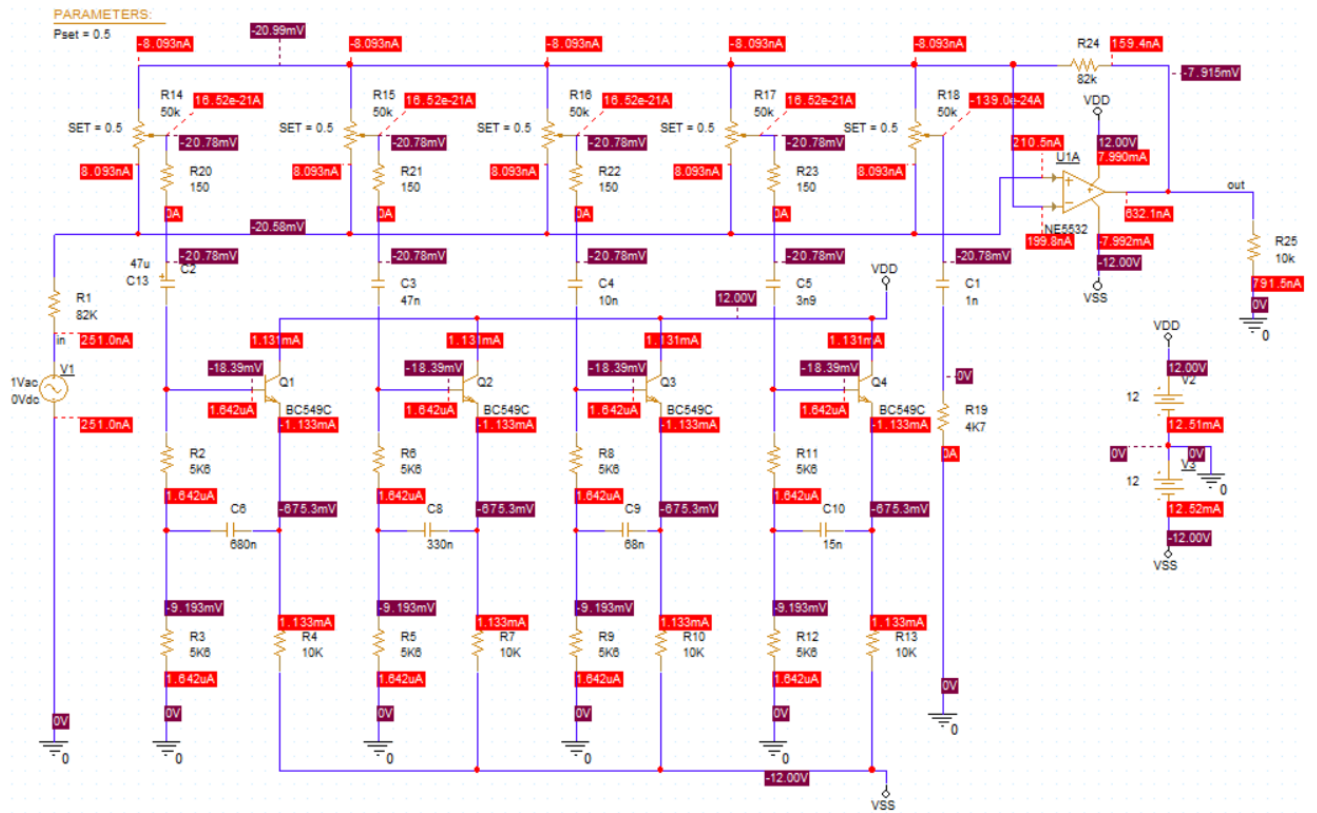 PARAMETERS:
Pset = 0.5
-20.99mV
-8.093nA
-8.093nA
-8.093nA
-8.093nA
-8.093nA
R24
159.4nA
82k
-7.915mV
R14
50k
16.52e-21A
R15
50k
16.52e-21A
R16
50k
16.52e-21A
R17
50k
16.52e-21A
R18
50k
-139.0e-24A
VDD
SET = 0.5
SET = 0.5
SET = 0.5
SET = 0.5
SET = 0.5
-20.78mV
-20.78mV
-20.78mV
-20.78mV
210.5nA
12.00V
U1A
7.990mA
8.093nA
8.093nA
8.093nA
8.093nA
8.093nA
R20
150
R21
150
R22
150
R23
150
+
−
out
0A
0A
0A
0A
632.1nA
-20.58mV
NE5532
199.8nA
-7.992mA
-12.00V
VSS
R25
10k
791.5nA
0V
0
-20.78mV
-20.78mV
-20.78mV
-20.78mV
-20.78mV
47u
C2
C13
C3
47n
C4
10n
C5
3n9
VDD
C1
1n
R1
82K
12.00V
in
251.0nA
V1
1Vac
0Vdc
251.0nA
1.131mA
1.131mA
1.131mA
1.131mA
-18.39mV
-18.39mV
-18.39mV
-18.39mV
Q1
Q2
Q3
Q4
1.642uA
1.642uA
1.642uA
1.642uA
BC549C
BC549C
BC549C
BC549C
-1.133mA
-1.133mA
-1.133mA
-1.133mA
-0V
R19
4K7
0A
VDD
12.00V
V2
12
12.51mA
0V
0V
0
V3
12
12.52mA
-12.00V
VSS
R2
5K6
R6
5K6
R8
5K6
R11
5K6
1.642uA
1.642uA
1.642uA
1.642uA
C6
680n
C8
330n
C9
68n
C10
15n
-675.3mV
-675.3mV
-675.3mV
-675.3mV
-9.193mV
-9.193mV
-9.193mV
-9.193mV
R3
5K6
R5
5K6
R9
5K6
R12
5K6
1.133mA
1.133mA
1.133mA
1.133mA
R4
10K
R7
10K
R10
10K
R13
10K
1.642uA
1.642uA
1.642uA
1.642uA
0V
0V
0V
0V
0V
0V
0
0
0
0
0
0
-12.00V
VSS